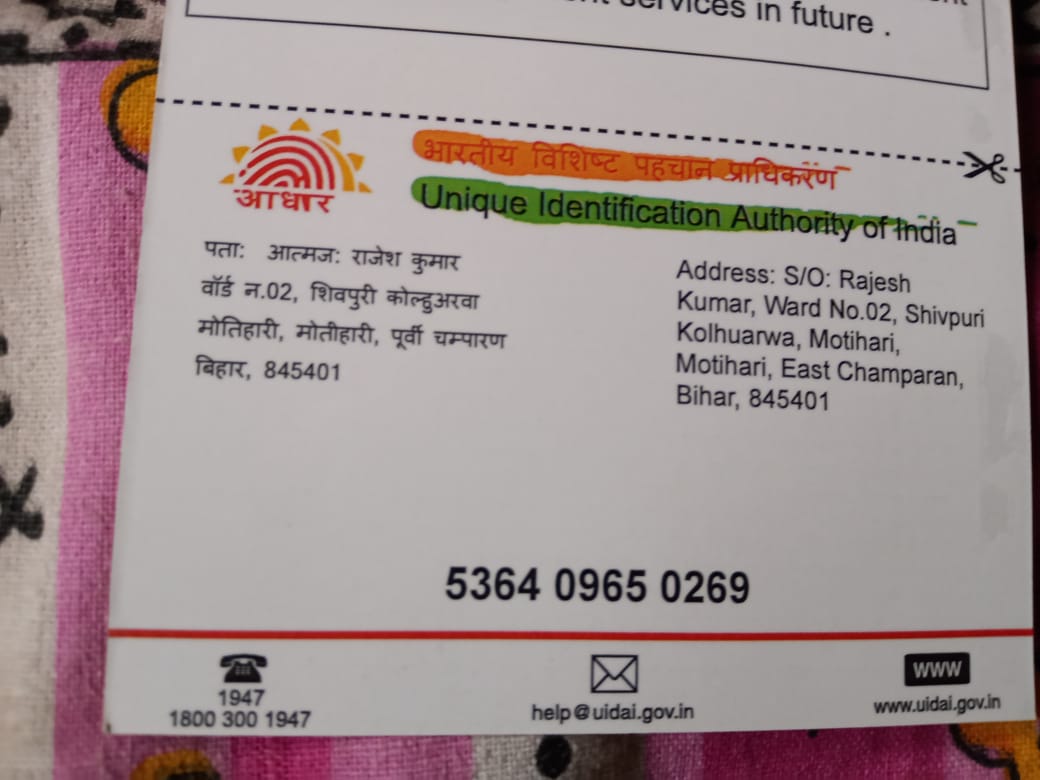 services in future .
आधार
भारतीय विशिष्ट पहचान प्राधिकरण
Unique Identification Authority of India
पता: आत्मज: राजेश कुमार
वॉर्ड न.02, शिवपुरी कोल्हुअरवा
मोतिहारी, मोतीहारी, पूर्वी चम्पारण
बिहार, 845401
Address: S/O: Rajesh
Kumar, Ward No.02, Shivpuri
Kolhuarwa, Motihari,
Motihari, East Champaran,
Bihar, 845401
5364 0965 0269
1947
1800 300 1947
help@uidai.gov.in
www
www.uidai.gov.in